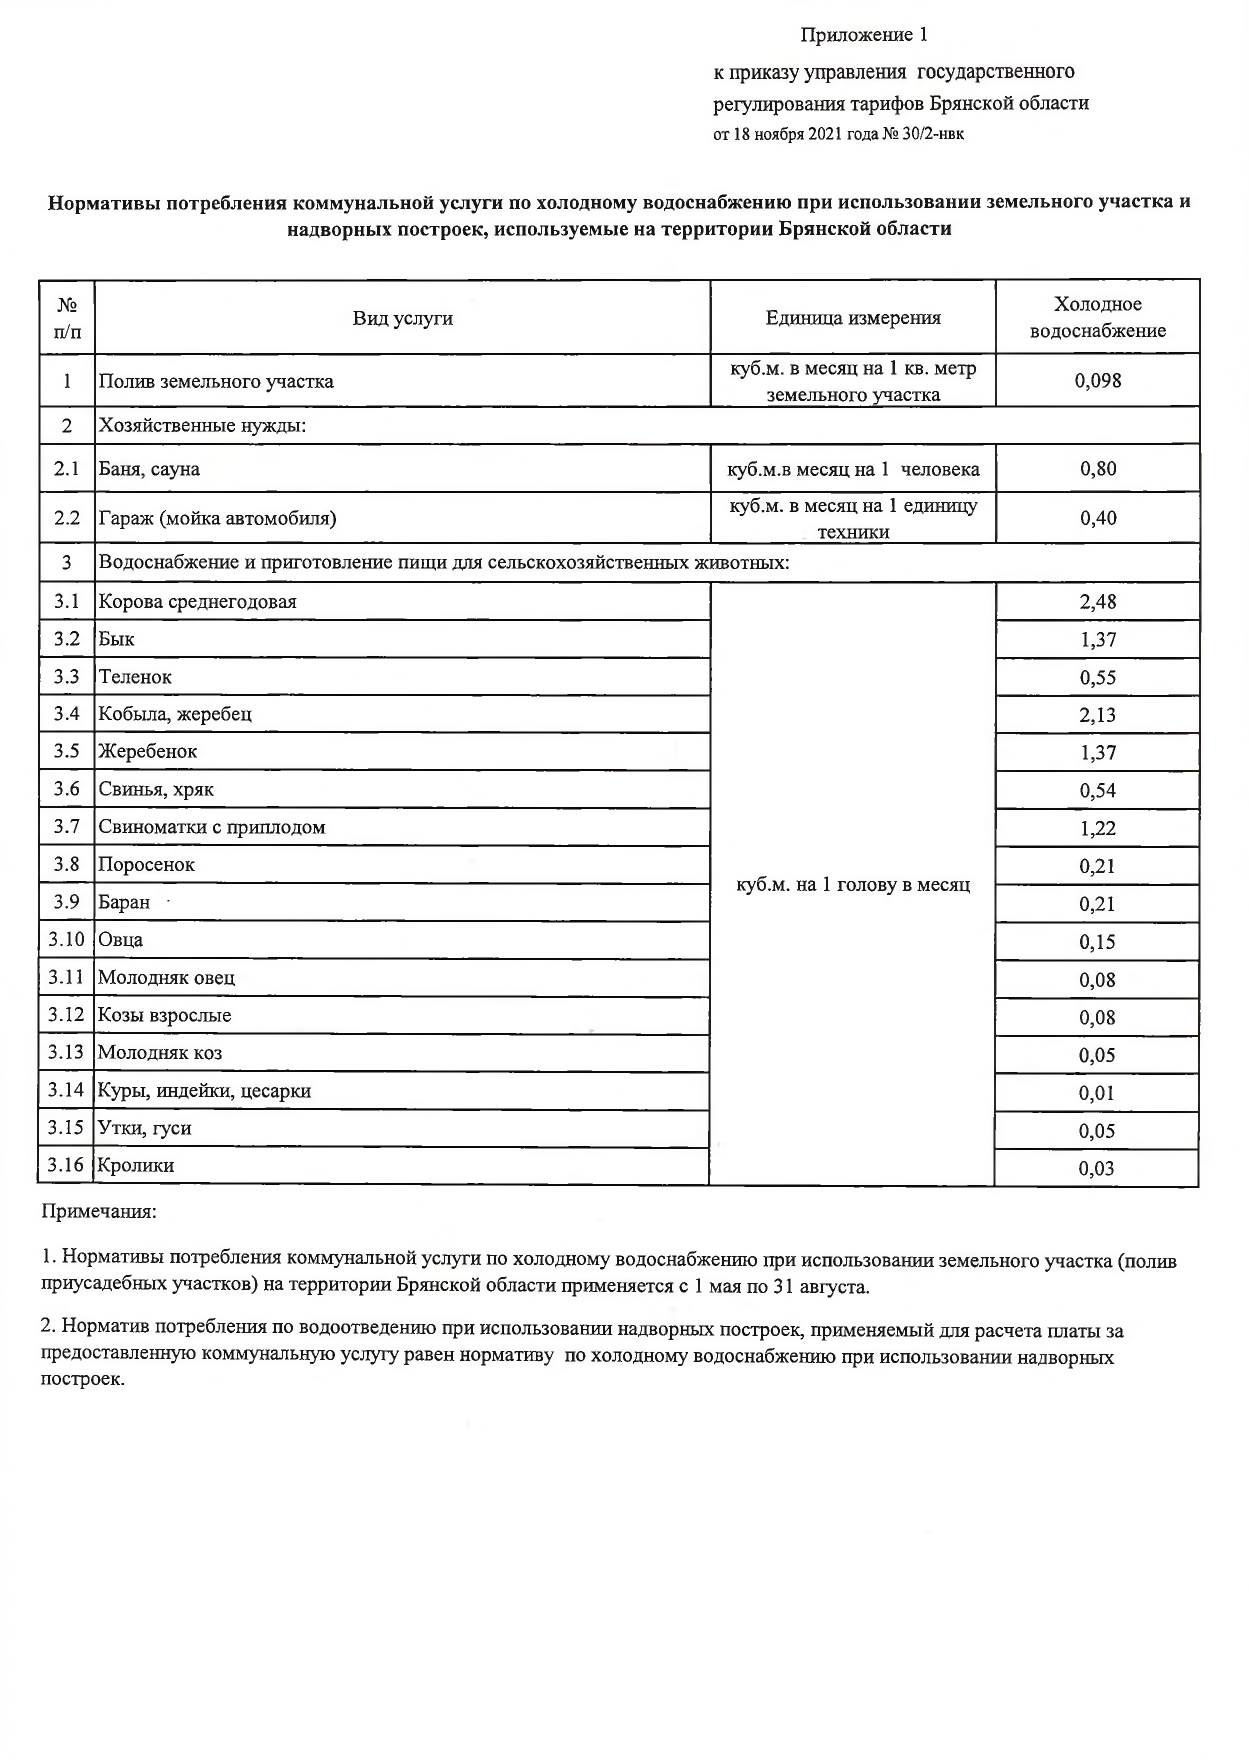 Приложение 1
к приказу управления государственного
регулирования тарифов Брянской области
от 18 ноября 2021 года № 30/2-нвк
Нормативы потребления коммунальной услуги по холодному водоснабжению при использовании земельного участка и
надворных построек, используемые на территории Брянской области
№ п/п Вид услуги Единица измерения Холодное водоснабжение
1 Полив земельного участка куб.м. в месяц на 1 кв. метр земельного участка 0,098
2 Хозяйственные нужды:
2.1 Баня, сауна куб.м.в месяц на 1 человека 0,80
2.2 Гараж (мойка автомобиля) куб.м. в месяц на 1 единицу техники 0,40
3 Водоснабжение и приготовление пищи для сельскохозяйственных животных:
3.1 Корова среднегодовая 2,48
3.2 Бык 1,37
3.3 Теленок 0,55
3.4 Кобыла, жеребец 2,13
3.5 Жеребенок 1,37
3.6 Свинья, хряк 0,54
3.7 Свиноматки с приплодом 1,22
3.8 Поросенок 0,21
куб.м. на 1 голову в месяц
3.9 Баран 0,21
3.10 Овца 0,15
3.11 Молодняк овец 0,08
3.12 Козы взрослые 0,08
3.13 Молодняк коз 0,05
3.14 Куры, индейки, цесарки 0,01
3.15 Утки, гуси 0,05
3.16 Кролики 0,03
Примечания:
1. Нормативы потребления коммунальной услуги по холодному водоснабжению при использовании земельного участка (полив
приусадебных участков) на территории Брянской области применяется с 1 мая по 31 августа.
2. Норматив потребления по водоотведению при использовании надворных построек, применяемый для расчета платы за
предоставленную коммунальную услугу равен нормативу по холодному водоснабжению при использовании надворных
построек.